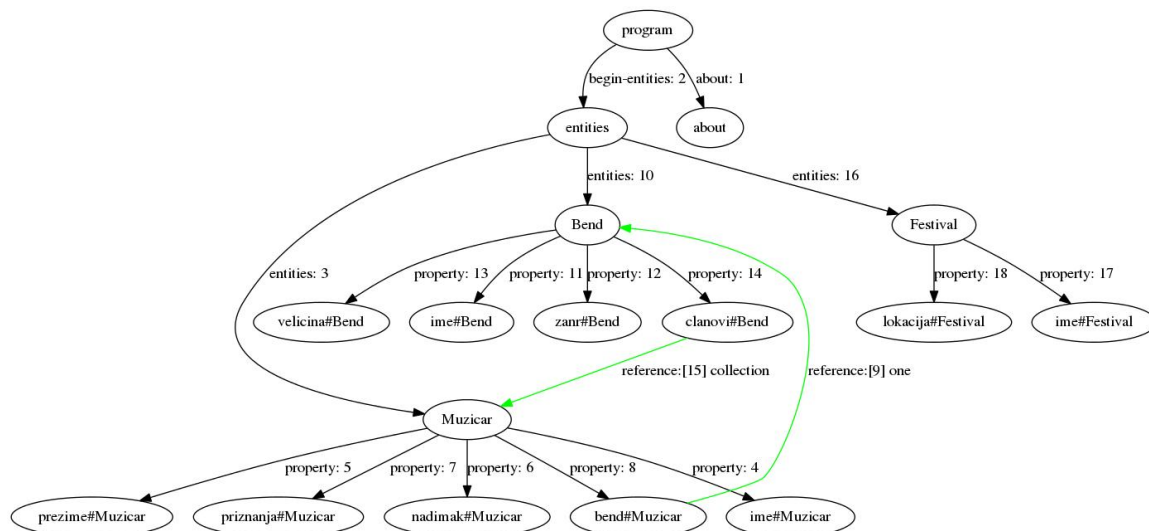 program
begin-entities: 2
about: 1
entities
about
entities: 10
entities: 16
Bend
Festival
entities: 3
property: 13
property: 11
property: 12
property: 14
property: 18
property: 17
velicina#Bend
ime#Bend
zanr#Bend
clanovi#Bend
lokacija#Festival
ime#Festival
reference:[15] collection
reference:[9] one
Muzicar
property: 5
property: 7
property: 6
property: 8
property: 4
prezime#Muzicar
priznanja#Muzicar
nadimak#Muzicar
bend#Muzicar
ime#Muzicar